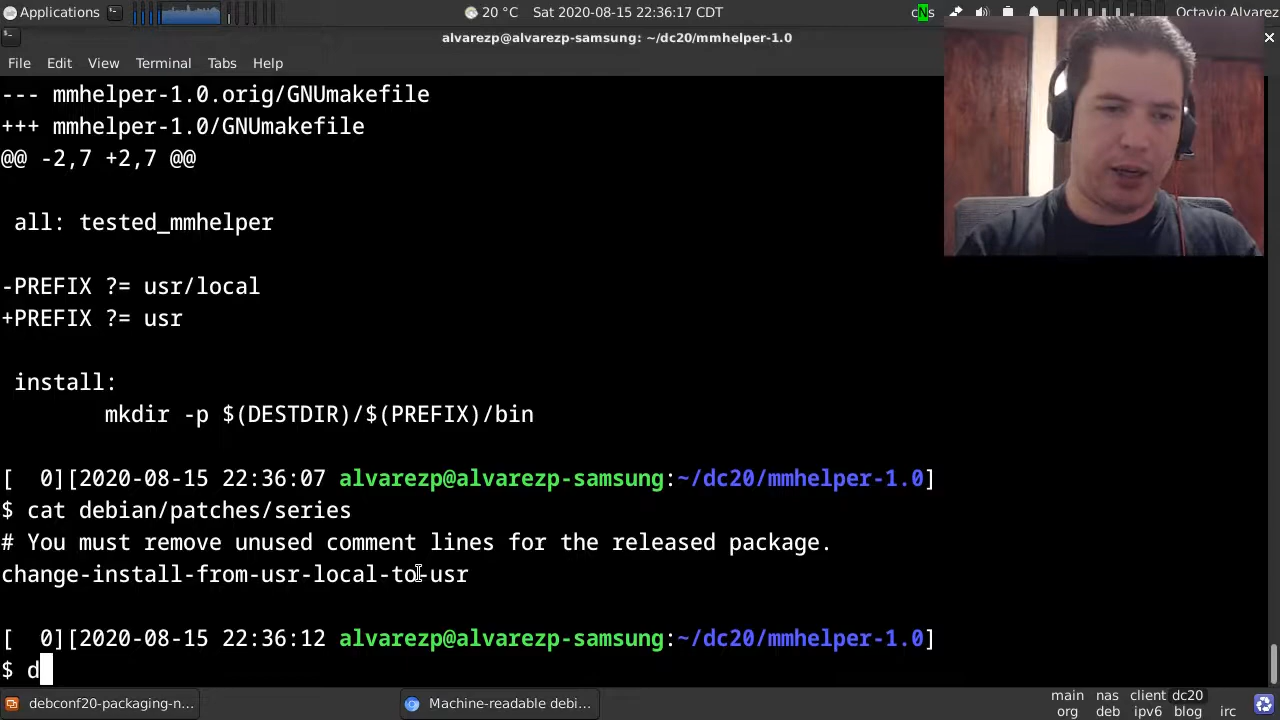 Applications
20 °C Sat 2020-08-15 22:36:17 CDT
Octavio Alvarez
alvarezp@alvarezp-samsung: ~/dc20/mmhelper-1.0
File Edit View Terminal Tabs Help
--- mmhelper-1.0.orig/GNUmakefile
+++ mmhelper-1.0/GNUmakefile
@@ -2,7 +2,7 @@
all: tested_mmhelper
-PREFIX ?= usr/local
+PREFIX ?= usr
install:
mkdir -p $(DESTDIR)/$(PREFIX)/bin
[ 0][2020-08-15 22:36:07 alvarezp@alvarezp-samsung:~/dc20/mmhelper-1.0]
$ cat debian/patches/series
# You must remove unused comment lines for the released package.
change-install-from-usr-local-to-usr
[ 0][2020-08-15 22:36:12 alvarezp@alvarezp-samsung:~/dc20/mmhelper-1.0]
$ d
debconf20-packaging-n...
Machine-readable debi...
main nas client dc20
org deb ipv6 blog irc